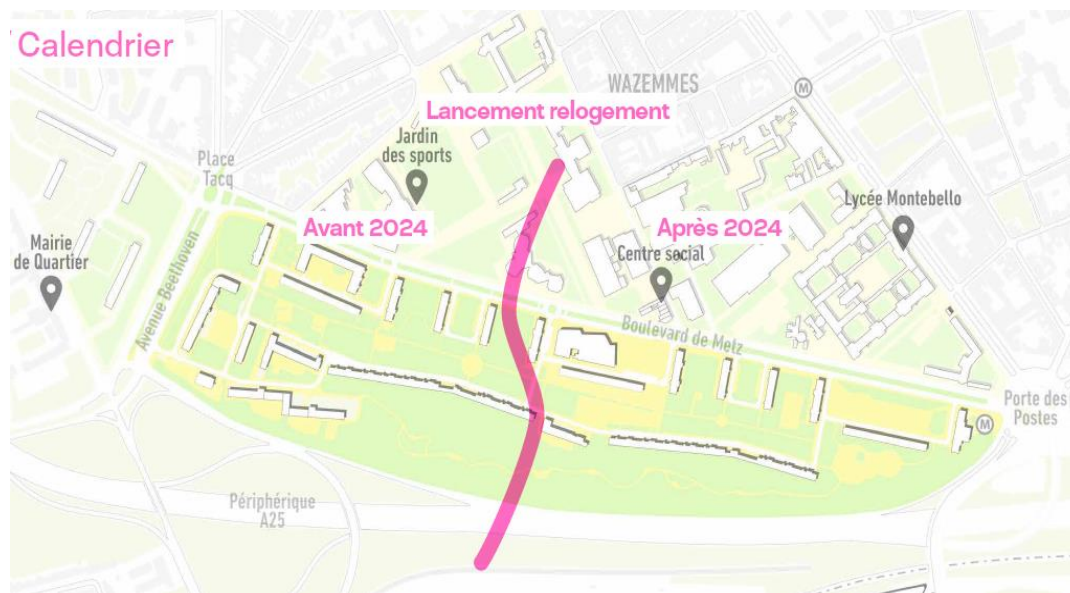 Calendrier
WAZEMMES
M
Lancement relogement
Jardin
des sports
Place
Tacq
Lycée Montebello
Avant 2024
Après 2024
Mairie
de Quartier
Centre social
Avenue Beethoven
Boulevard de Metz
Porte des
Postes
M
Périphérique
A25